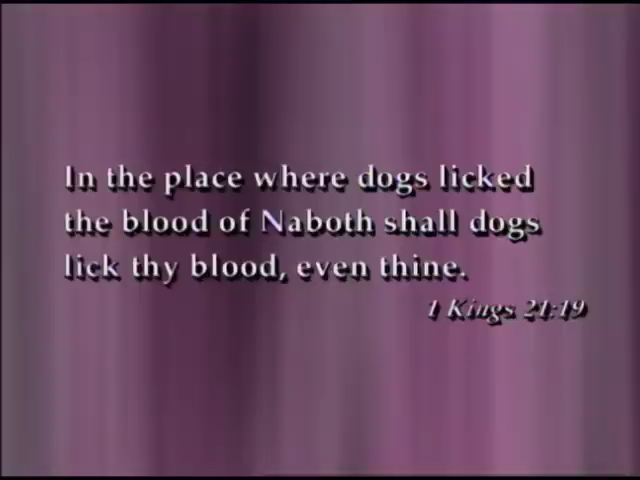 In the place where dogs licked
the blood of Naboth shall dogs
lick thy blood, even thine.
1 Kings 21:19